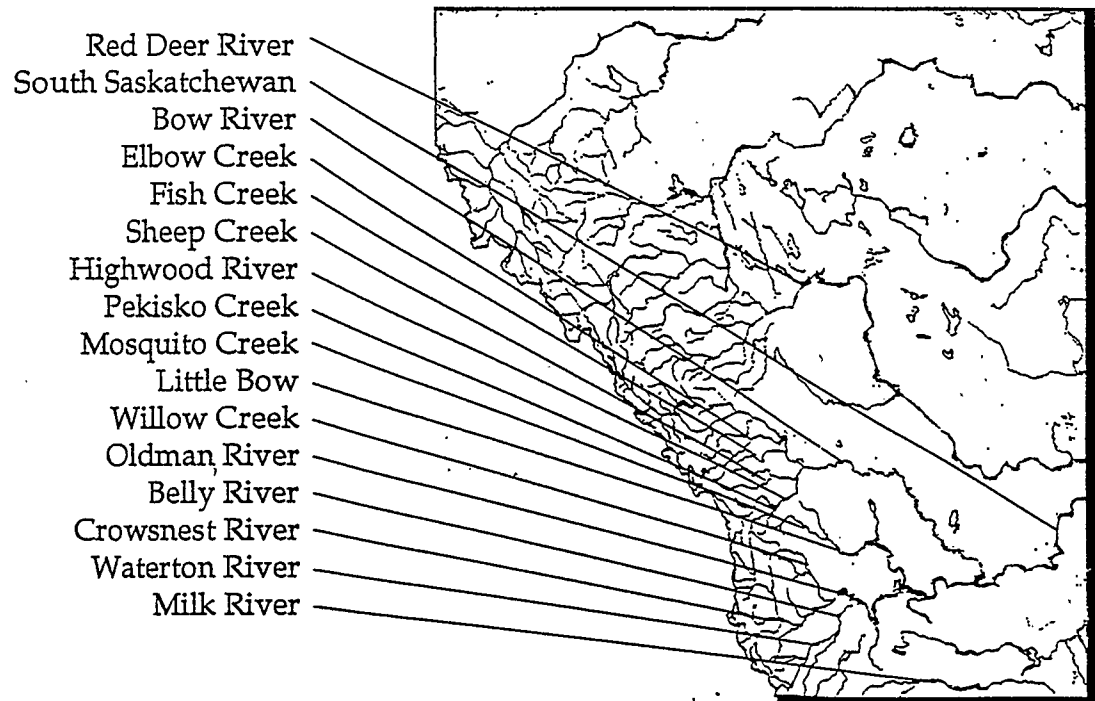 Red Deer River
South Saskatchewan
Bow River
Elbow Creek
Fish Creek
Sheep Creek
Highwood River
Pekisko Creek
Mosquito Creek
Little Bow
Willow Creek
Oldman River
Belly River
Crowsnest River
Waterton River
Milk River